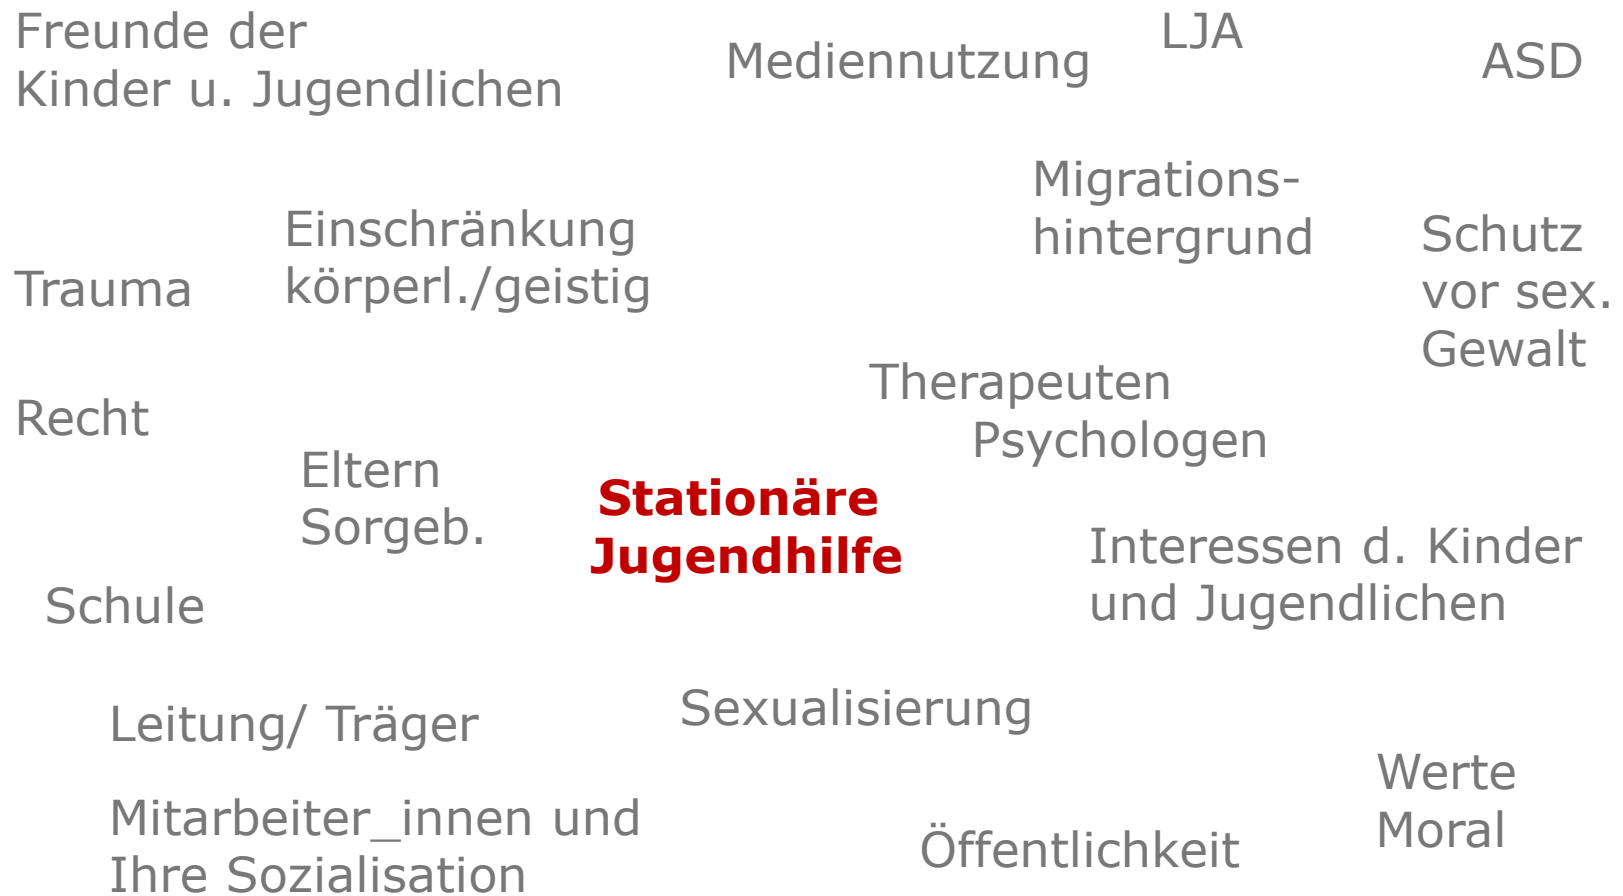 Freunde der
Kinder u. Jugendlichen
Mediennutzung
LJA
ASD
Migrations-
hintergrund
Einschränkung
körperl./geistig
Schutz
vor sex.
Gewalt
Trauma
Therapeuten
Psychologen
Recht
Eltern
Sorgeb.
Stationäre
Jugendhilfe
Interessen d. Kinder
und Jugendlichen
Schule
Leitung/ Träger
Sexualisierung
Werte
Moral
Mitarbeiter_innen und
Ihre Sozialisation
Öffentlichkeit